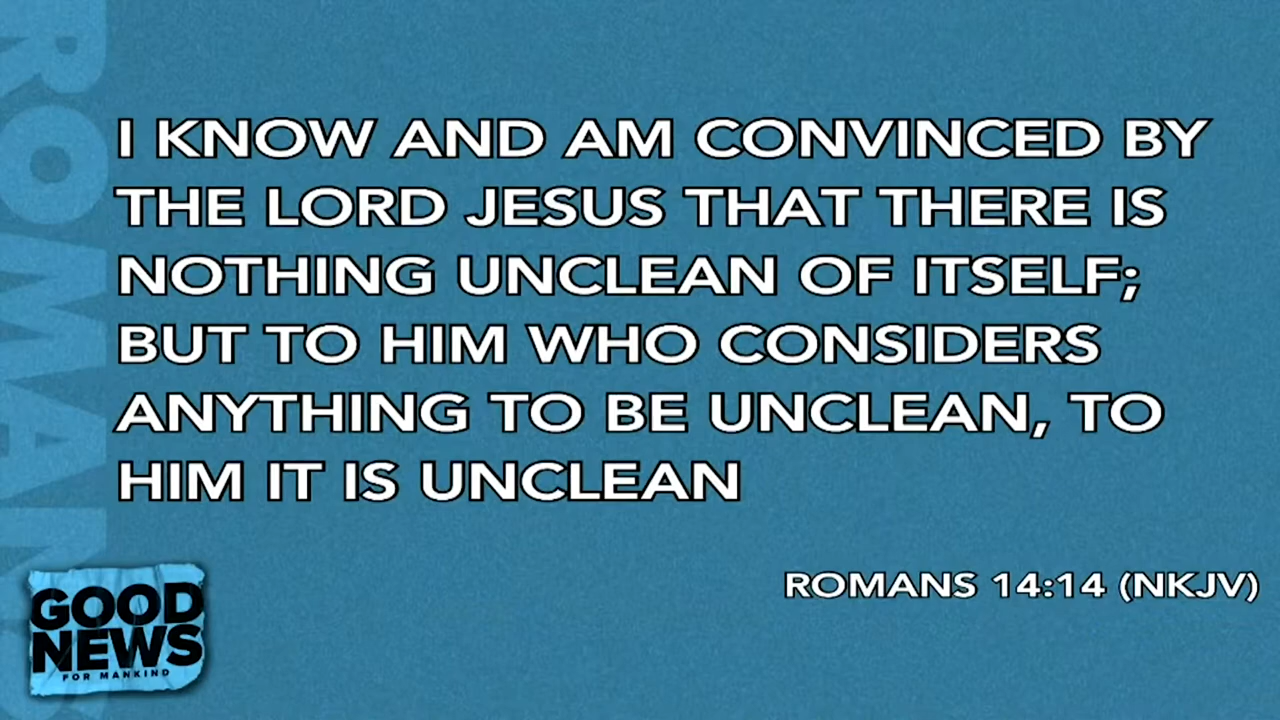 ROMANS
I KNOW AND AM CONVINCED BY
THE LORD JESUS THAT THERE IS
NOTHING UNCLEAN OF ITSELF;
BUT TO HIM WHO CONSIDERS
ANYTHING TO BE UNCLEAN, TO
HIM IT IS UNCLEAN
ROMANS 14:14 (NKJV)
GOOD
NEWS
FOR MANKIND